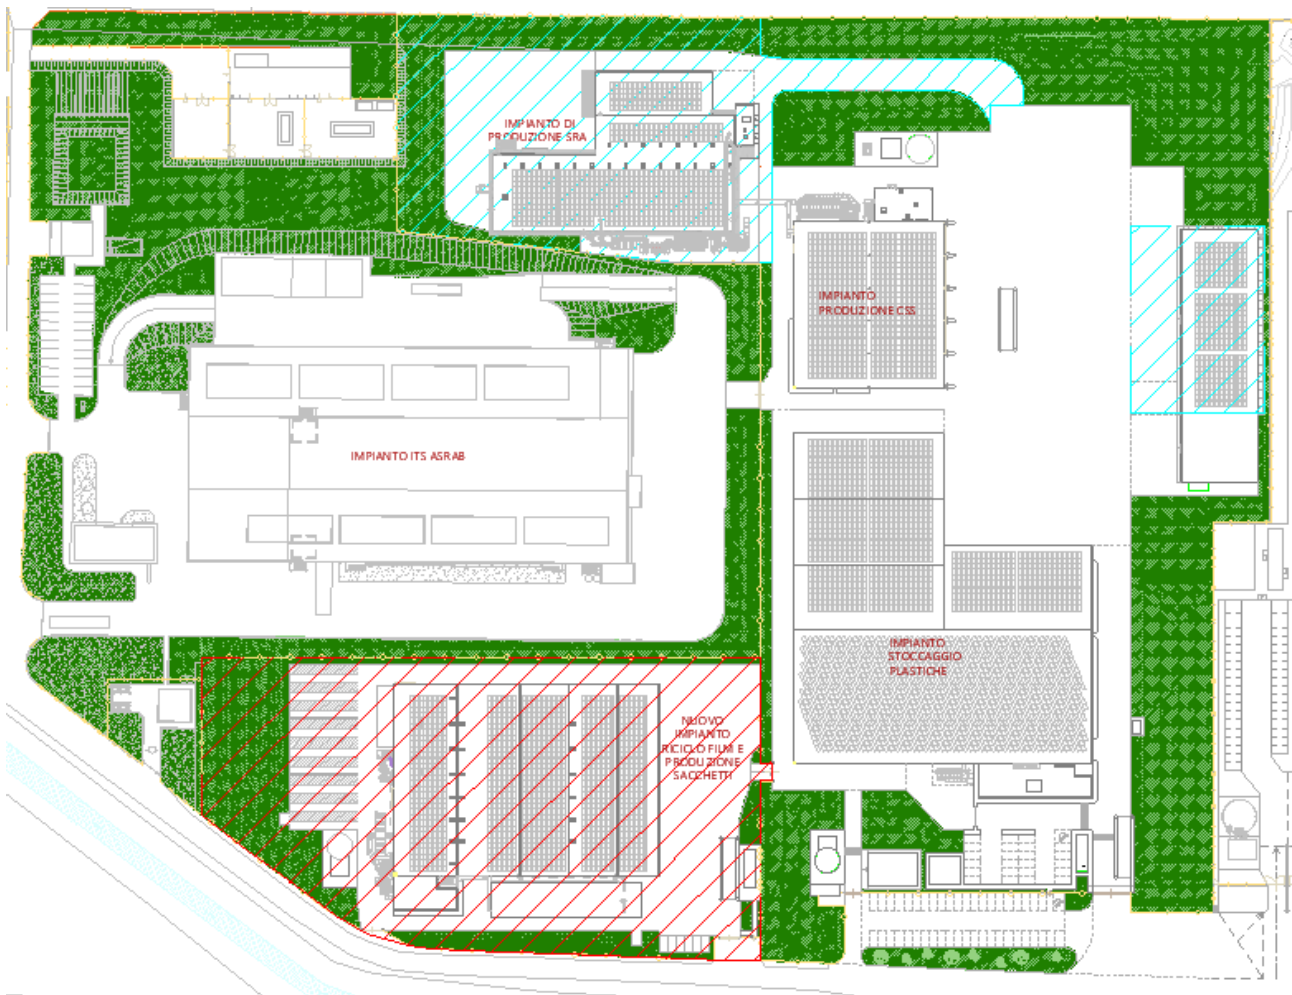 IMPIANTO DI
PRODUZIONE SRA
IMPIANTO
PRODUZIONE CSS
IMPIANTO ITS ASRAB
IMPIANTO
STOCCAGGIO
PLASTICHE
NUOVO
IMPIANTO
RICICLO FILM E
PRODUZIONE
SACCHETTI